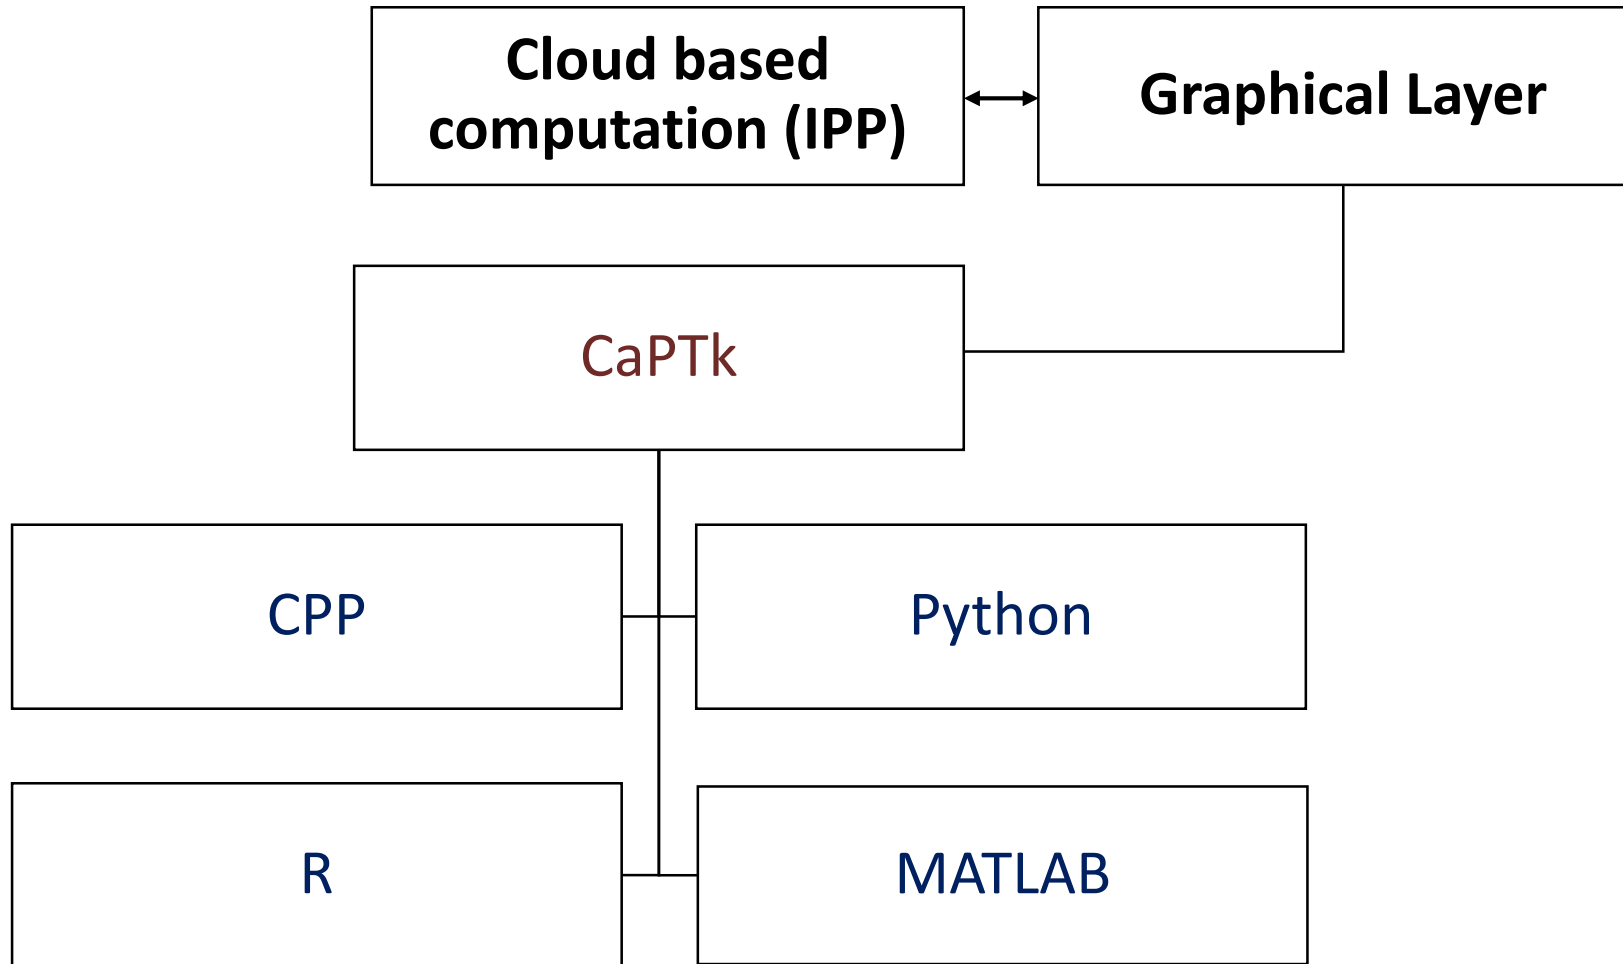 Cloud based
computation (IPP)
Graphical Layer
CaPTk
CPP
Python
R
MATLAB